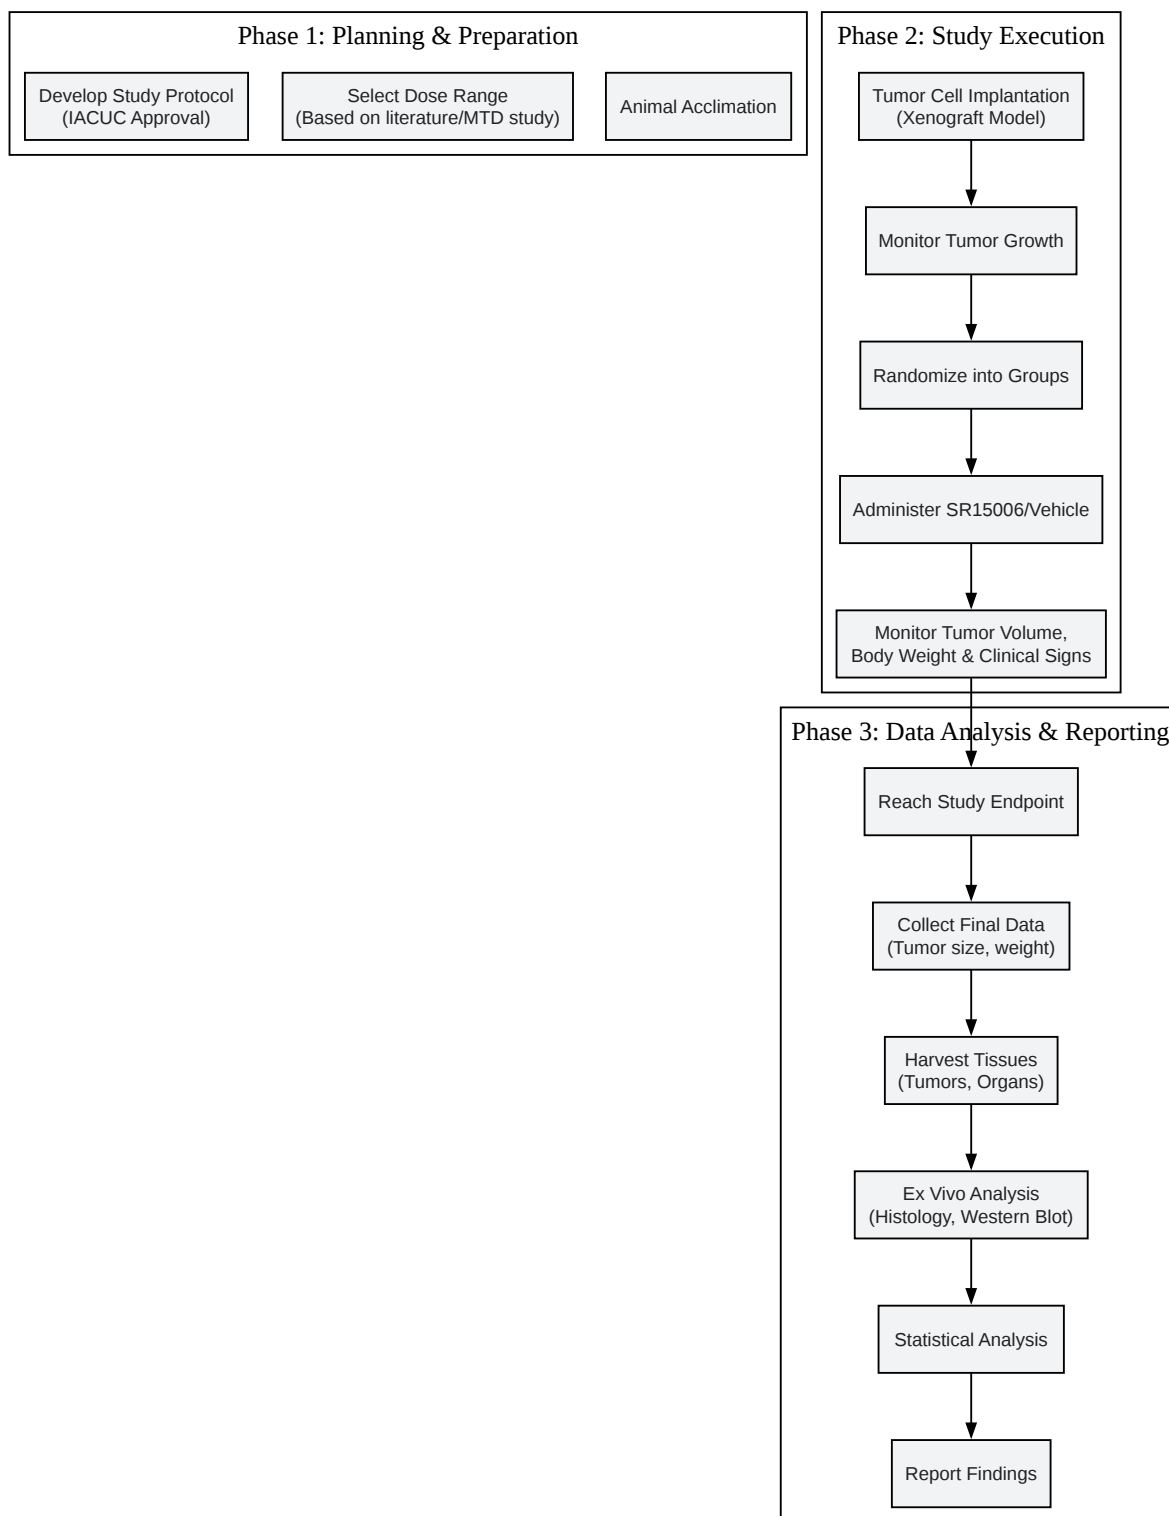 Phase 1: Planning & Preparation
Develop Study Protocol
(IACUC Approval)
Select Dose Range
(Based on literature/MTD study)
Animal Acclimation
Phase 2: Study Execution
Tumor Cell Implantation
(Xenograft Model)
Monitor Tumor Growth
Randomize into Groups
Administer SR15006/Vehicle
Monitor Tumor Volume,
Body Weight & Clinical Signs
Phase 3: Data Analysis & Reporting
Reach Study Endpoint
Collect Final Data
(Tumor size, weight)
Harvest Tissues
(Tumors, Organs)
Ex Vivo Analysis
(Histology, Western Blot)
Statistical Analysis
Report Findings